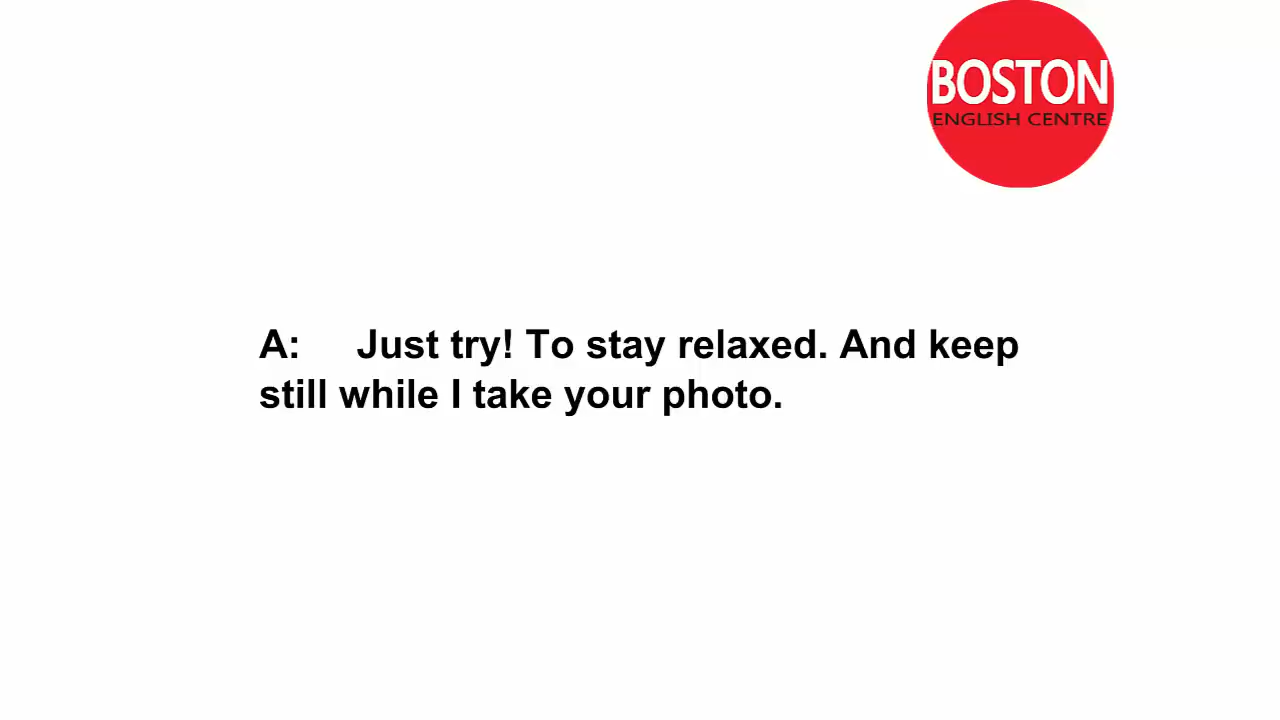 BOSTON
ENGLISH CENTRE
A: Just try! To stay relaxed. And keep
still while I take your photo.